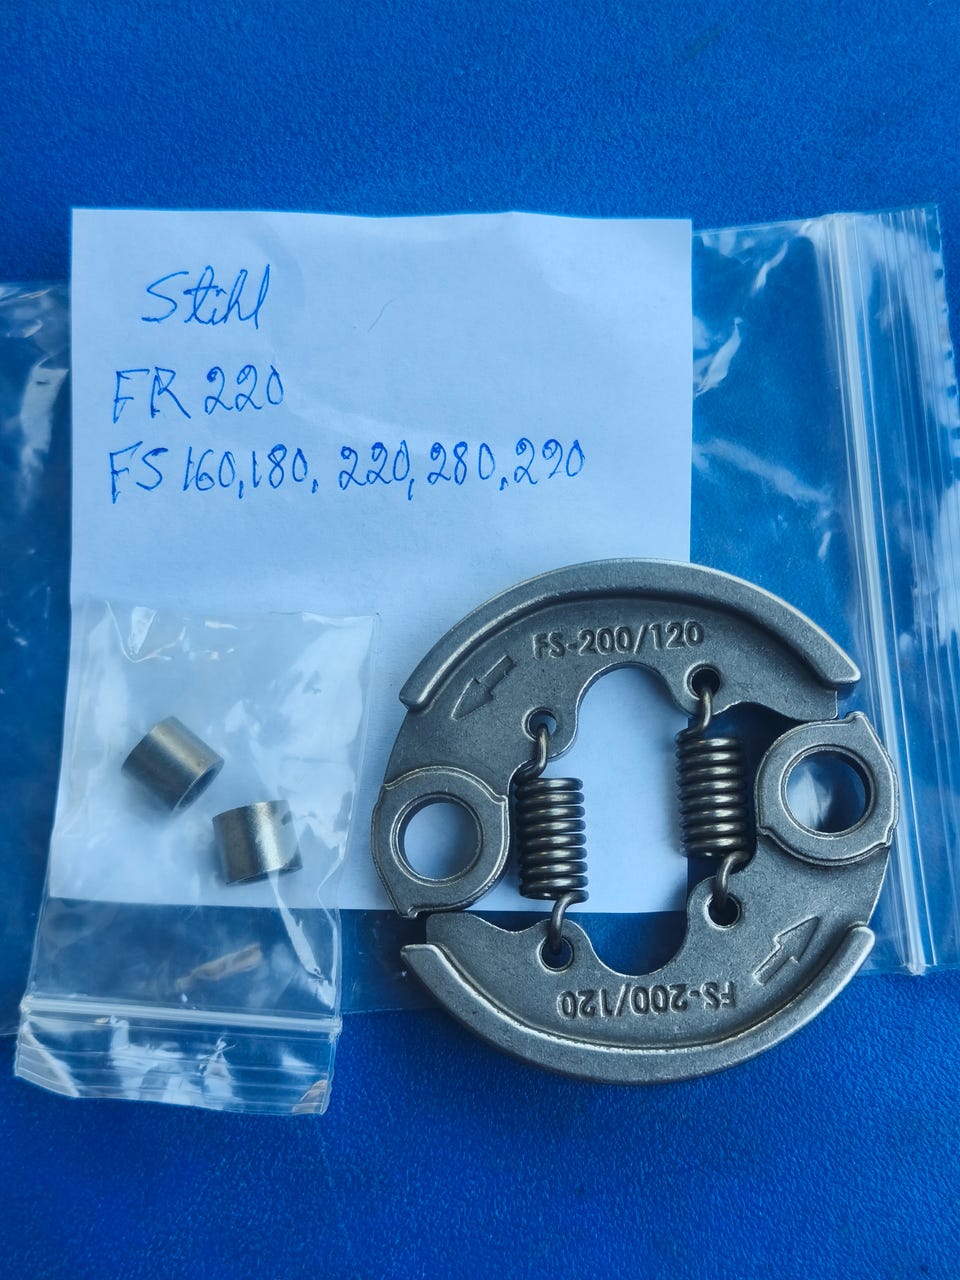 Stihl
FR 220
FS 160, 180, 220, 280, 290
FS-200/120
FS-200/120